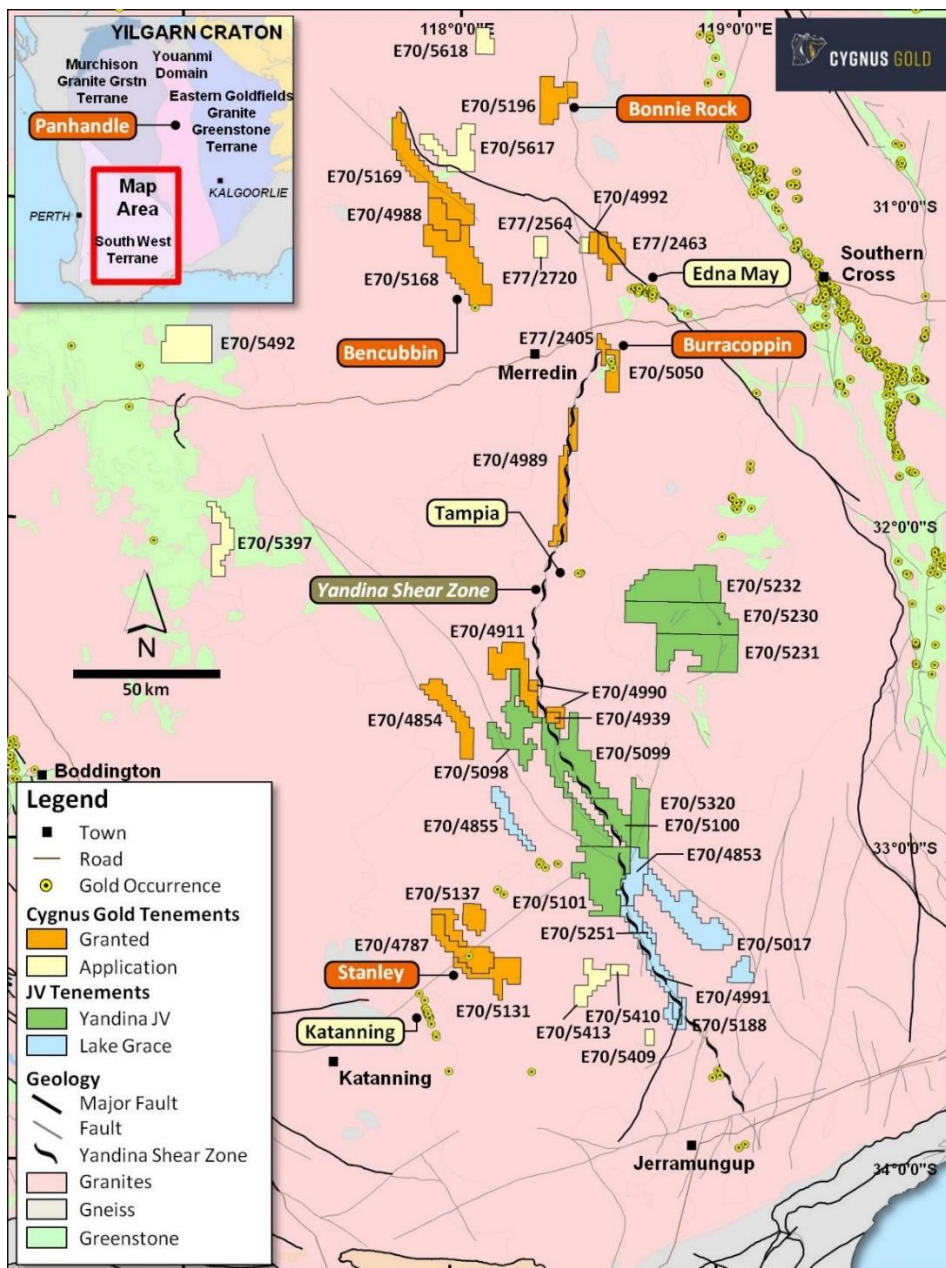 YILGARN CRATON
Murchison
Granite Grstn
Terrane
Youanmi
Domain
Eastern Goldfields
Granite
Greenstone
Terrane
Panhandle
KALGOORLIE
PERTH
Map
Area
South West
Terrane
118°0'0"E
119°0'0"E
CYGNUS GOLD
E70/5618
E70/5196
Bonnie Rock
E70/5617
E70/5169
E70/4988
E70/4992
E77/2564
E77/2463
31°0'0"S
E70/5168
E77/2720
Edna May
Southern
Cross
Bencubbin
E70/5492
E77/2405
Burracoppin
Merredin
E70/5050
E70/4989
Tampia
32°0'0"S
E70/5397
Yandina Shear Zone
E70/5232
E70/5230
E70/5231
N
50 km
E70/4911
E70/4990
E70/4939
E70/4854
E70/5098
E70/5099
Boddington
E70/4855
E70/5320
E70/5100
E70/4853
33°0'0"S
E70/5137
E70/5101
E70/4787
E70/5251
E70/5017
Stanley
E70/5131
E70/4991
Katanning
E70/5413
E70/5410
E70/5188
E70/5409
Katanning
Jerramungup
34°0'0"S
Legend
Town
Road
Gold Occurrence
Cygnus Gold Tenements
Granted
Application
JV Tenements
Yandina JV
Lake Grace
Geology
Major Fault
Fault
Yandina Shear Zone
Granites
Gneiss
Greenstone